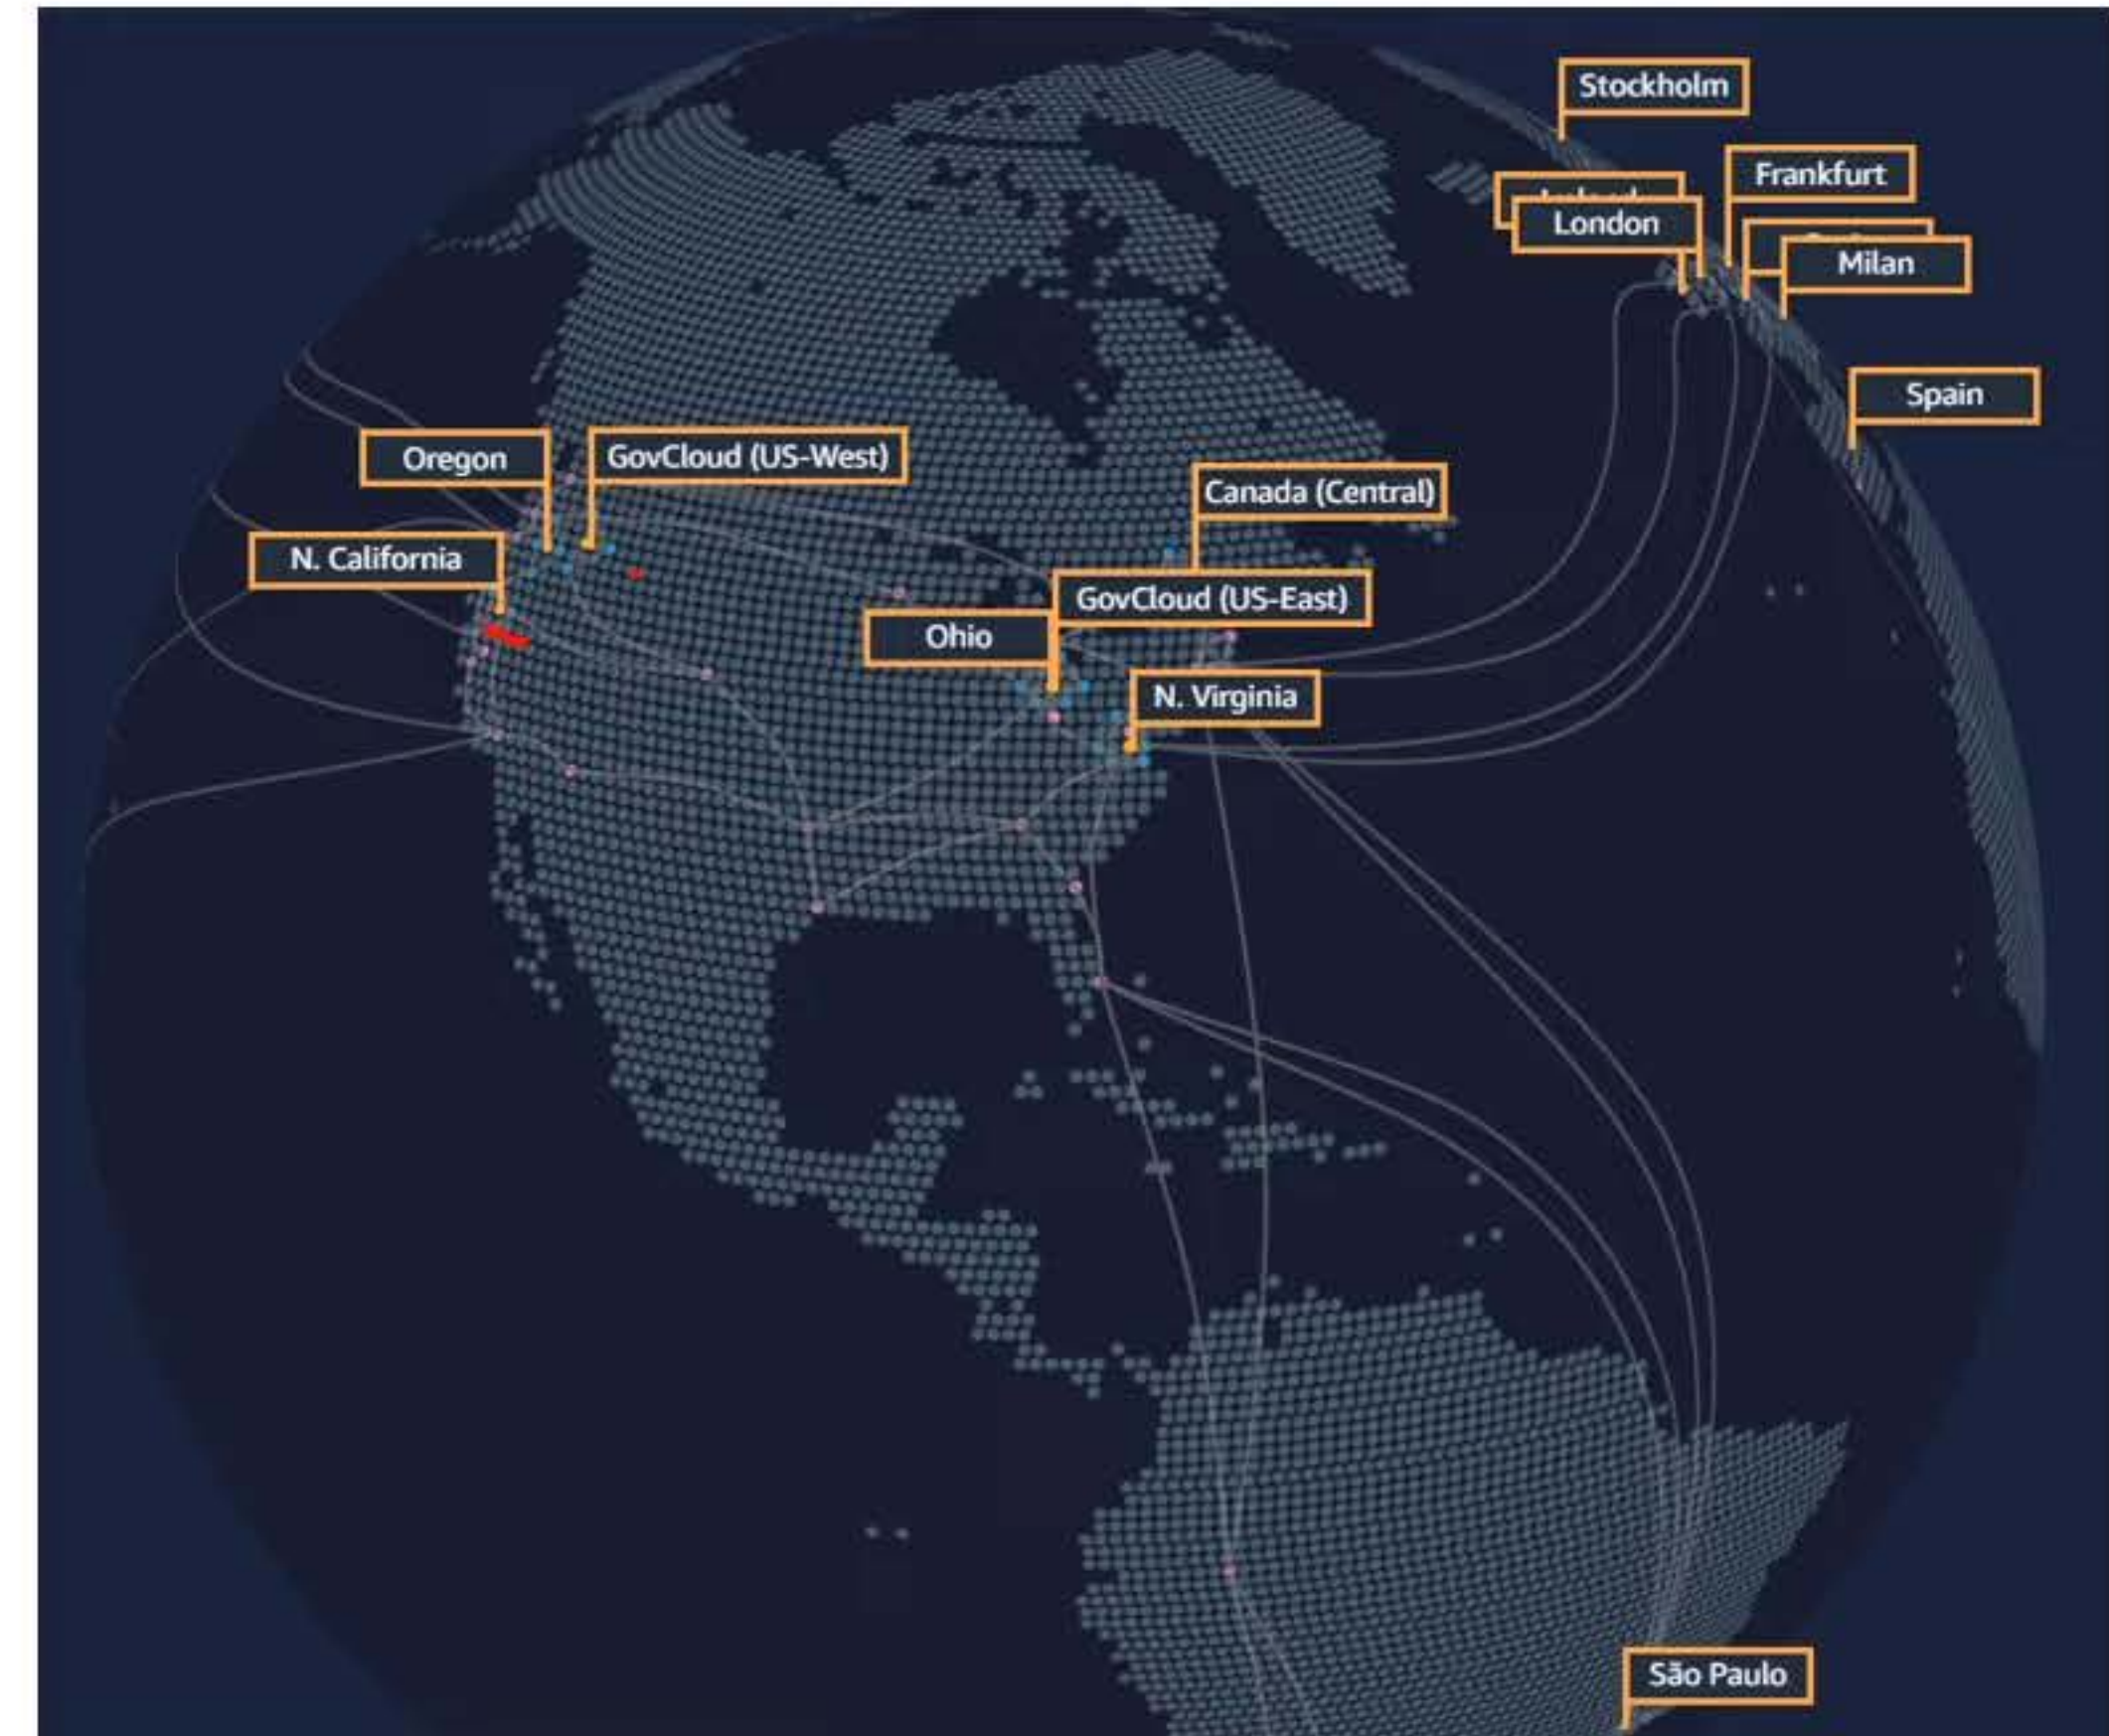 Stockholm
Frankfurt
London
Milan
Spain
Oregon
GovCloud (US-West)
Canada (Central)
N. California
GovCloud (US-East)
Ohio
N. Virginia
São Paulo